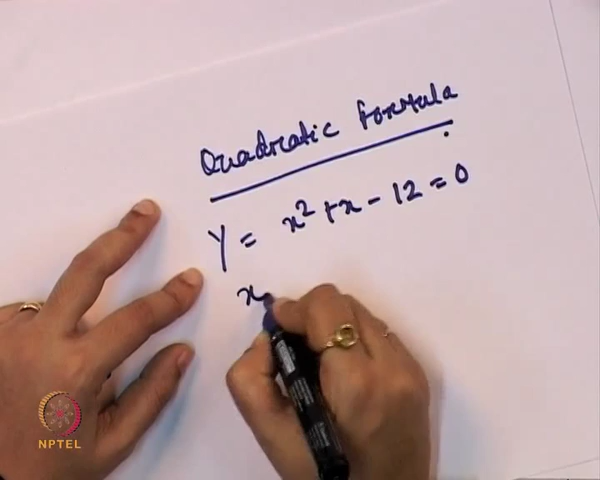 Quadratic Formula
Y = x² + x - 12 = 0
x
NPTEL